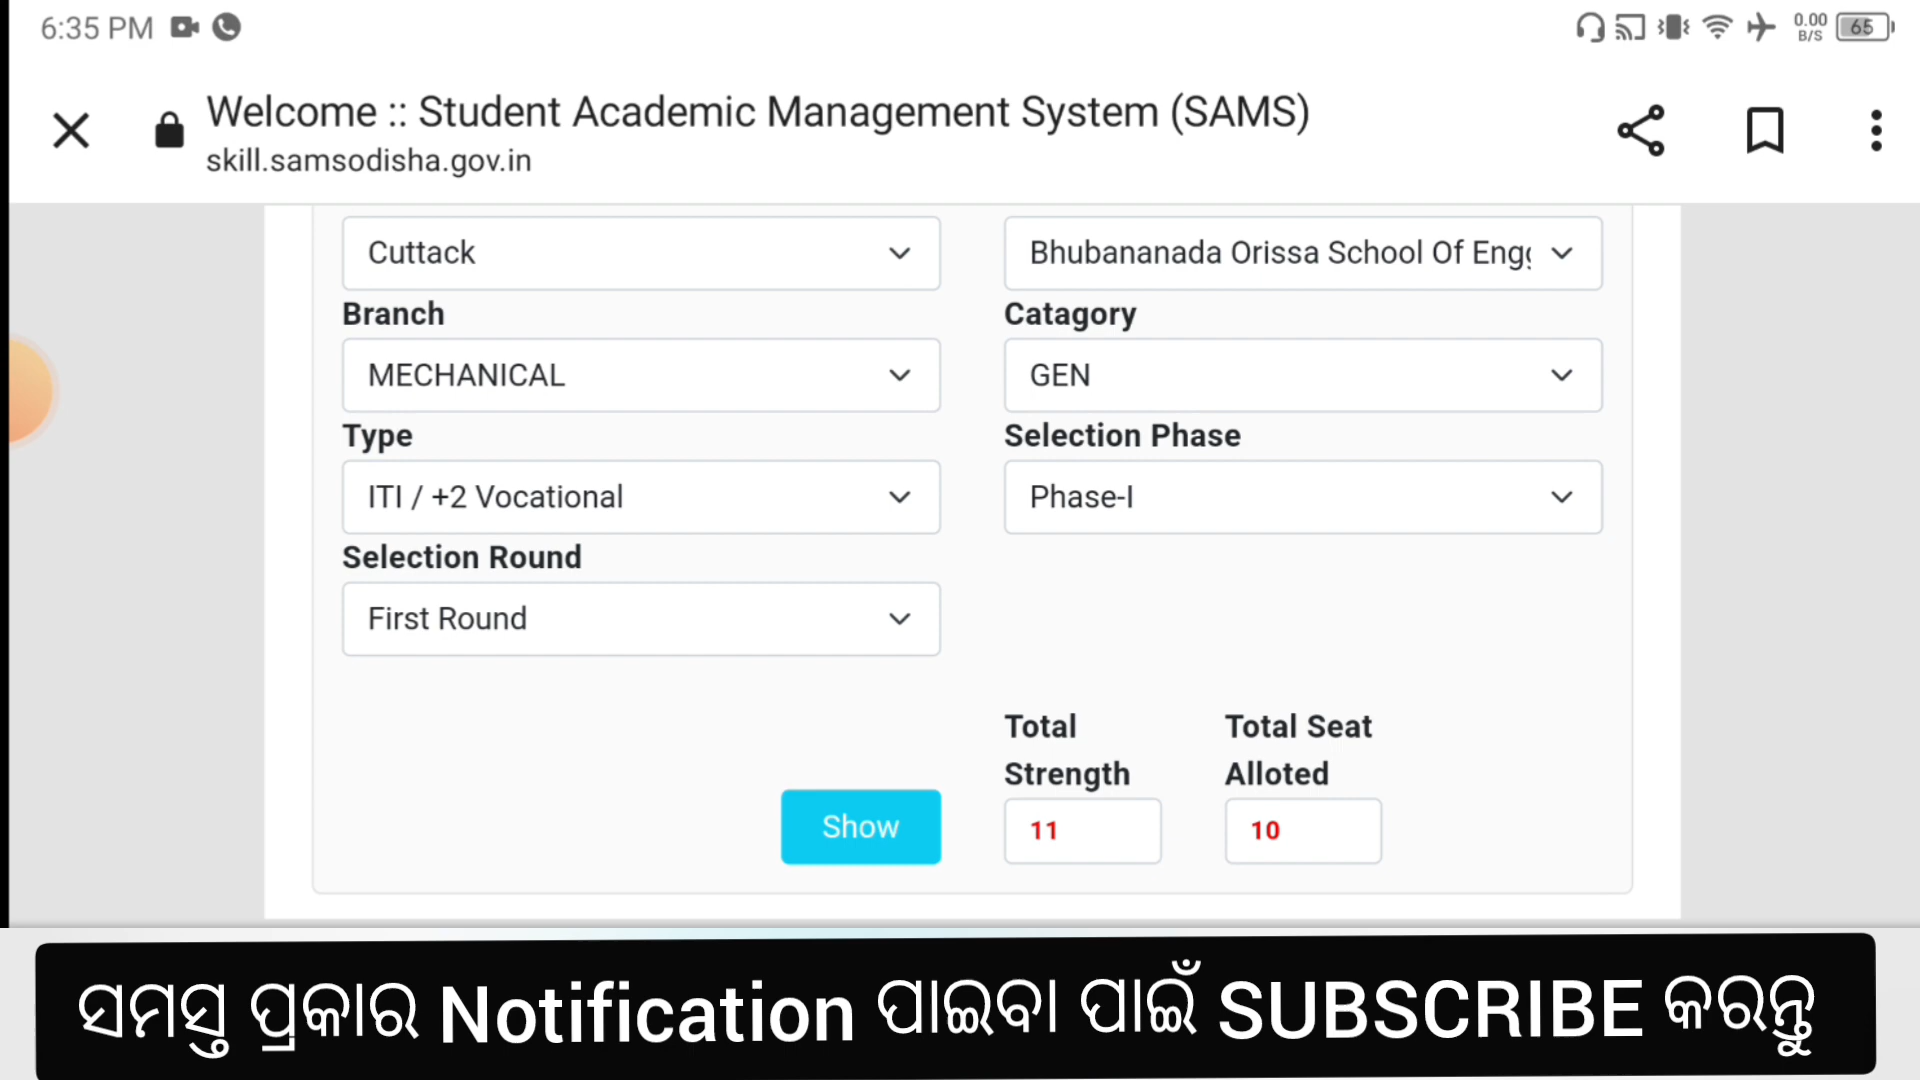 6:35 PM
0.00
B/S
65
Welcome :: Student Academic Management System (SAMS)
skill.samsodisha.gov.in
Cuttack
Bhubananada Orissa School Of Engg
Branch
Catagory
MECHANICAL
GEN
Type
Selection Phase
ITI / +2 Vocational
Phase-I
Selection Round
First Round
Total
Strength
Total Seat
Alloted
Show
11
10
ସମସ୍ତ ପ୍ରକାର Notification ପାଇବା ପାଇଁ SUBSCRIBE କରନ୍ତୁ